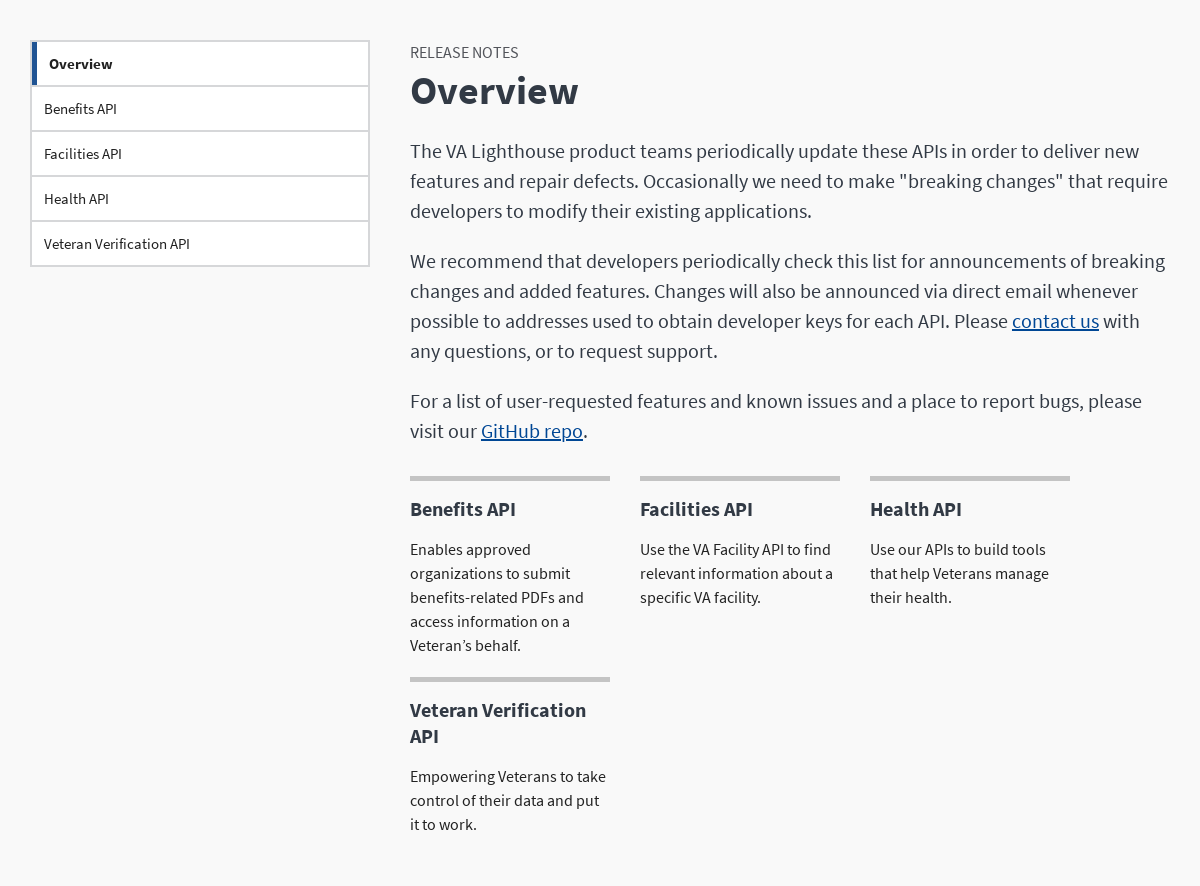 Overview
Benefits API
Facilities API
Health API
Veteran Verification API
RELEASE NOTES
Overview
The VA Lighthouse product teams periodically update these APIs in order to deliver new
features and repair defects. Occasionally we need to make "breaking changes" that require
developers to modify their existing applications.
We recommend that developers periodically check this list for announcements of breaking
changes and added features. Changes will also be announced via direct email whenever
possible to addresses used to obtain developer keys for each API. Please contact us with
any questions, or to request support.
For a list of user-requested features and known issues and a place to report bugs, please
visit our GitHub repo.
Benefits API
Enables approved
organizations to submit
benefits-related PDFs and
access information on a
Veteran’s behalf.
Facilities API
Use the VA Facility API to find
relevant information about a
specific VA facility.
Health API
Use our APIs to build tools
that help Veterans manage
their health.
Veteran Verification
API
Empowering Veterans to take
control of their data and put
it to work.